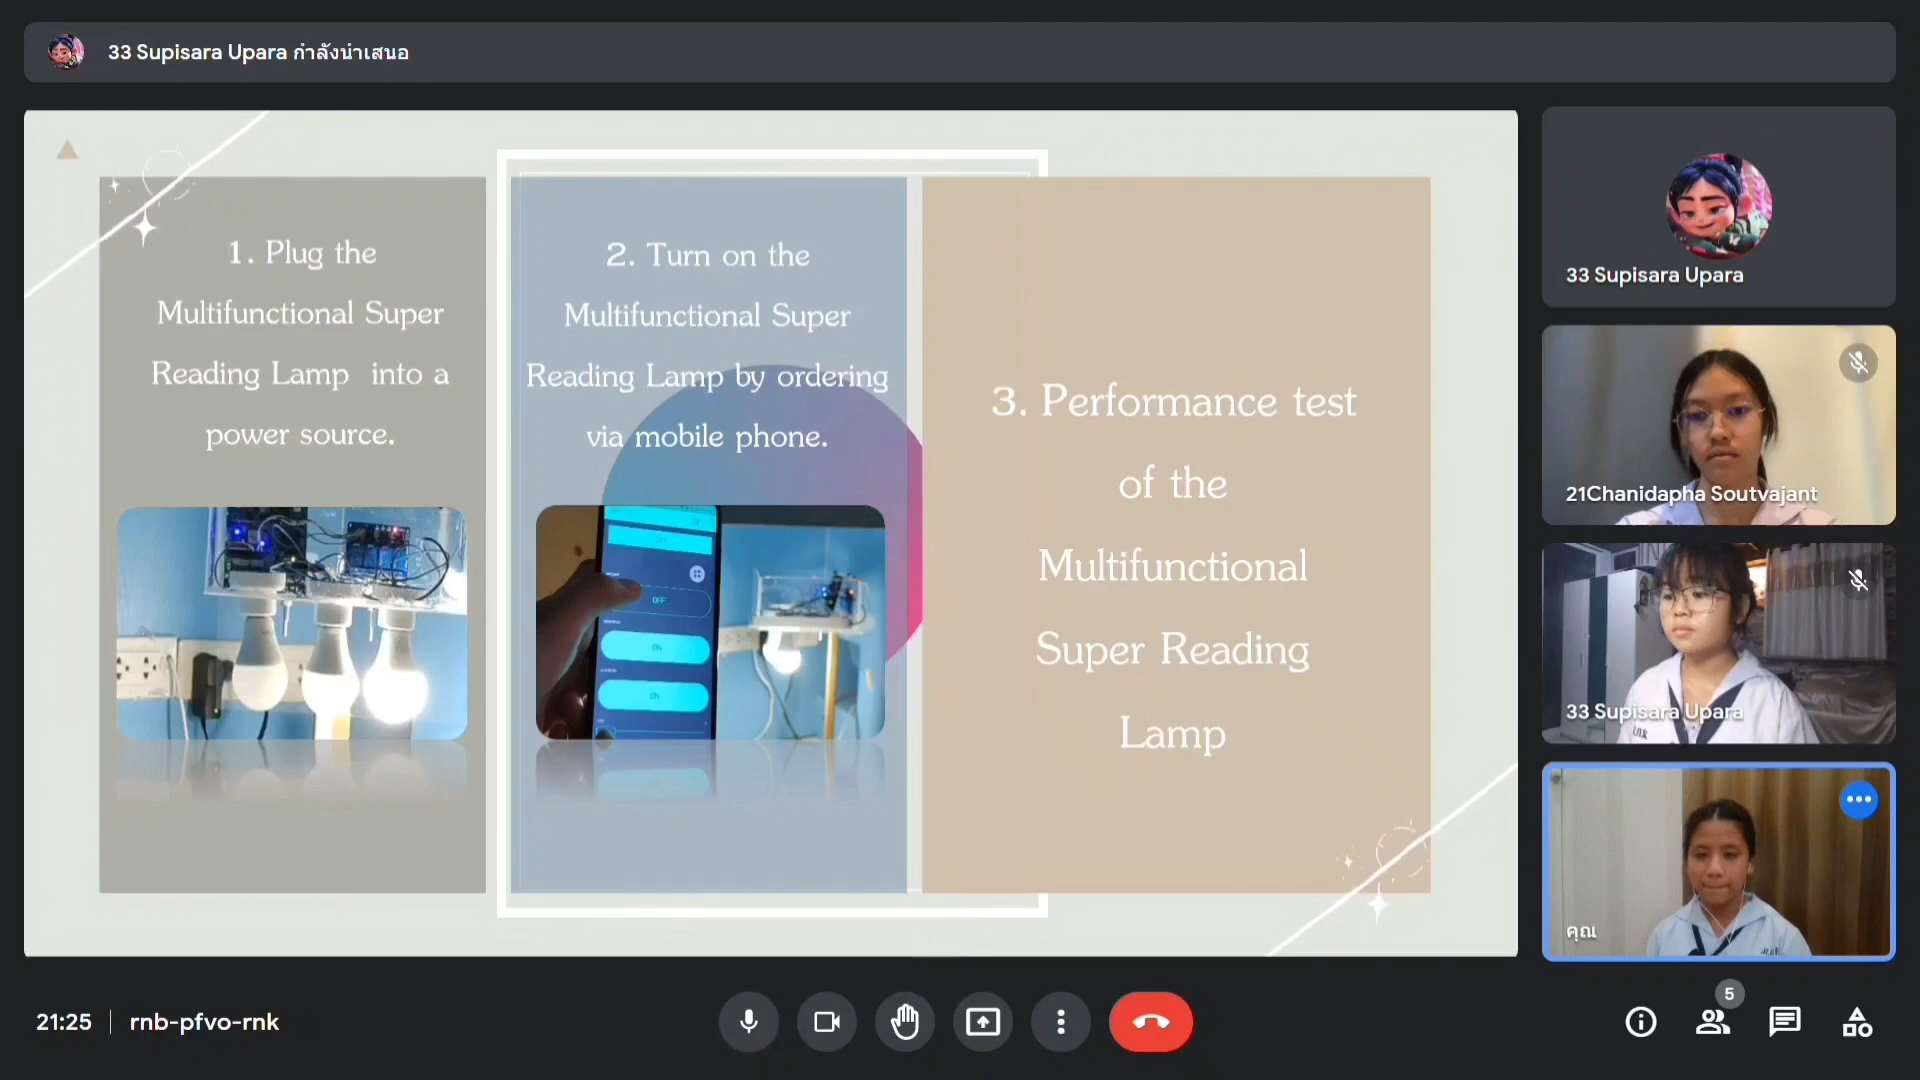 33 Supisara Upara กำลังนำเสนอ
1. Plug the
Multifunctional Super
Reading Lamp into a
power source.
2. Turn on the
Multifunctional Super
Reading Lamp by ordering
via mobile phone.
OFF
ON
ON
3. Performance test
of the
Multifunctional
Super Reading
Lamp
33 Supisara Upara
21Chanidapha Soutvajant
33 Supisara Upara
คุณ
21:25
rnb-pfvo-rnk
5